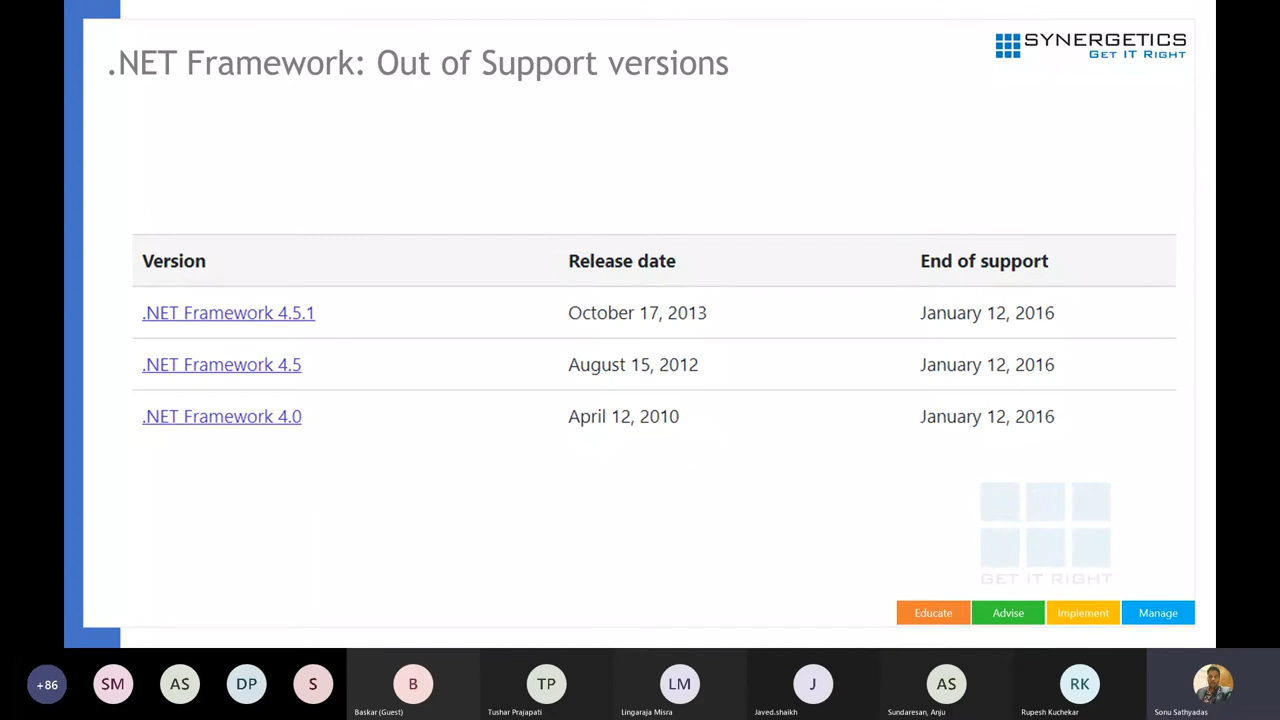 .NET Framework: Out of Support versions
SYNERGETICS
GET IT RIGHT
Version Release date End of support
.NET Framework 4.5.1 October 17, 2013 January 12, 2016
.NET Framework 4.5 August 15, 2012 January 12, 2016
.NET Framework 4.0 April 12, 2010 January 12, 2016
GET IT RIGHT
Educate Advise Implement Manage
+86 SM AS DP S B TP LM J AS RK
Baskar (Guest) Tushar Prajapati Lingaraja Misra Javed.shaikh Sundaresan, Anju Rupesh Kuchekar Sonu Sathyadas